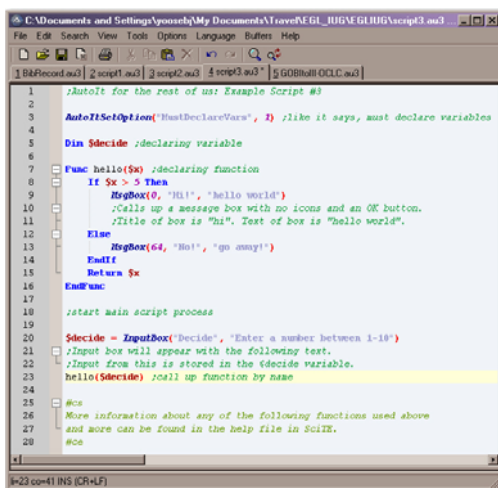 C:\Documents and Settings\yoosebj\My Documents\Travel\EGL_IUG\EGLIUG\script3.au3
File Edit Search View Tools Options Language Buffers Help
1 BibRecord.au3 2 script1.au3 3 script2.au3 4 script3.au3 * 5 GOBItoIII-OCLC.au3
1 ;AutoIt for the rest of us: Example Script #3
2
3 AutoItSetOption("MustDeclareVars", 1) ;like it says, must declare variables
4
5 Dim $decide ;declaring variable
6
7 Func hello($x) ;declaring function
8 If $x > 5 Then
9 MsgBox(0, "Hi!", "hello world")
10 ;Calls up a message box with no icons and an OK button.
11 ;Title of box is "hi". Text of box is "hello world".
12 Else
13 MsgBox(64, "No!", "go away!")
14 EndIf
15 Return $x
16 EndFunc
17
18 ;start main script process
19
20 $decide = InputBox("Decide", "Enter a number between 1-10")
21 ;Input box will appear with the following text.
22 ;Input from this is stored in the $decide variable.
23 hello($decide) ;call up function by name
24
25 #cs
26 More information about any of the following functions used above
27 and more can be found in the help file in SciTE.
28 #ce
li=23 co=41 INS (CR+LF)